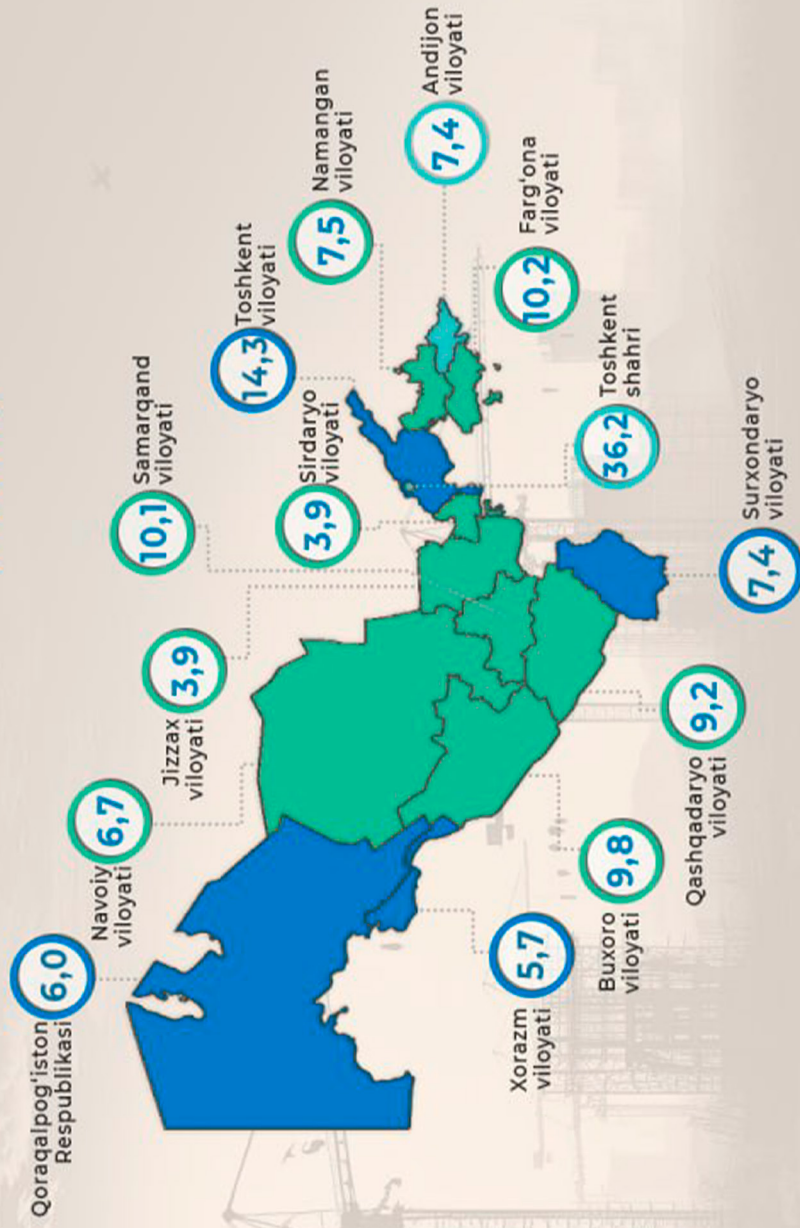 Qoraqalpog‘iston
Respublikasi
6,0
Navoiy
viloyati
6,7
Jizzax
viloyati
3,9
Samarqand
viloyati
10,1
Sirdaryo
viloyati
3,9
Toshkent
viloyati
14,3
Namangan
viloyati
7,5
Andijon
viloyati
7,4
Farg‘ona
viloyati
10,2
Toshkent
shahri
36,2
Surxondaryo
viloyati
7,4
Qashqadaryo
viloyati
9,2
Buxoro
viloyati
9,8
Xorazm
viloyati
5,7